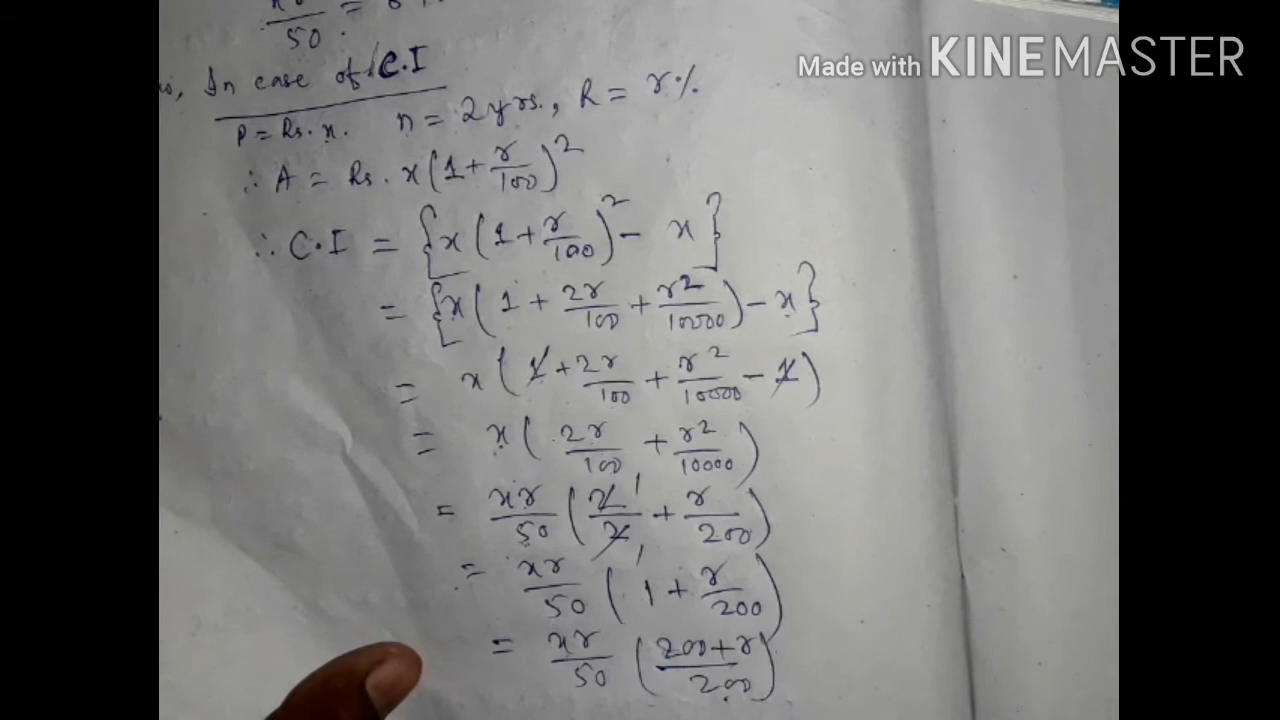 50
Made with KINEMASTER
In case of C.I
P = Rs. x. n = 2 yrs., R = r%
∴ A = Rs. x(1 + r/100)²
∴ C.I = {x(1 + r/100)² - x}
= {x(1 + 2r/100 + r²/10000) - x}
= x(1 + 2r/100 + r²/10000 - 1)
= x(2r/100 + r²/10000)
= xr/50 (2/2 + r/200)
= xr/50 (1 + r/200)
= xr/50 (200+r/200)